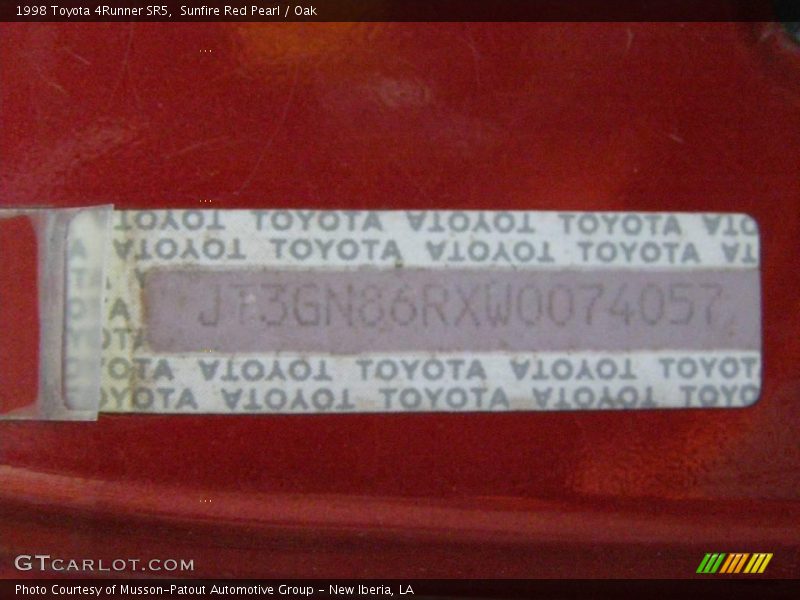 1998 Toyota 4Runner SR5,  Sunfire Red Pearl / Oak
TOYOTA TOYOTA TOYOTA TOYOTA
TOYOTA TOYOTA TOYOTA TOYOTA
JT3GN86RXW0074057
TOYOTA TOYOTA TOYOTA
TOYOTA TOYOTA TOYOTA TOYOTA
GTCARLOT.COM
Photo Courtesy of Musson-Patout Automotive Group - New Iberia, LA